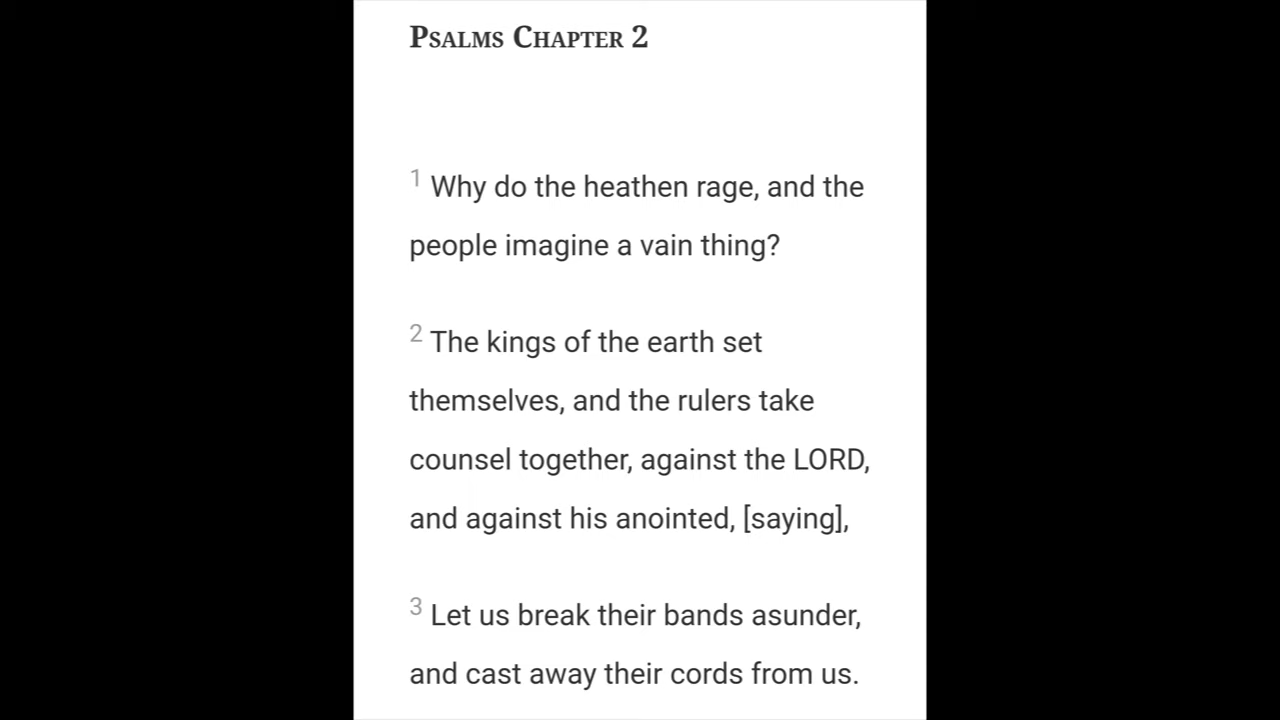 Psalms Chapter 2
1 Why do the heathen rage, and the
people imagine a vain thing?
2 The kings of the earth set
themselves, and the rulers take
counsel together, against the LORD,
and against his anointed, [saying],
3 Let us break their bands asunder,
and cast away their cords from us.